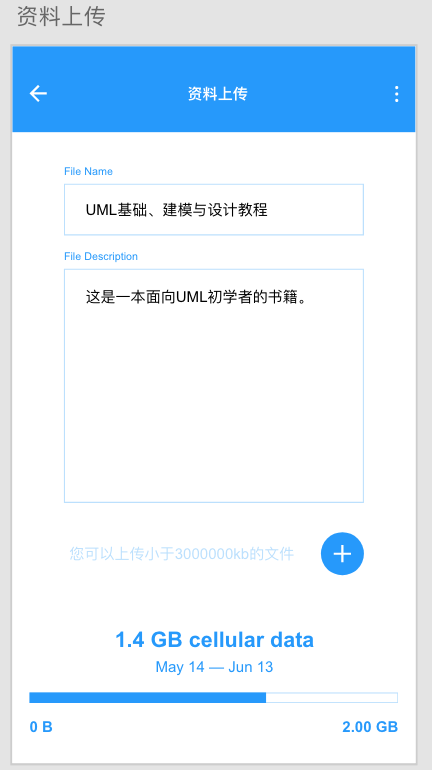 资料上传
资料上传
File Name
UML基础、建模与设计教程
File Description
这是一本面向UML初学者的书籍。
您可以上传小于3000000kb的文件
1.4 GB cellular data
May 14 — Jun 13
0 B
2.00 GB